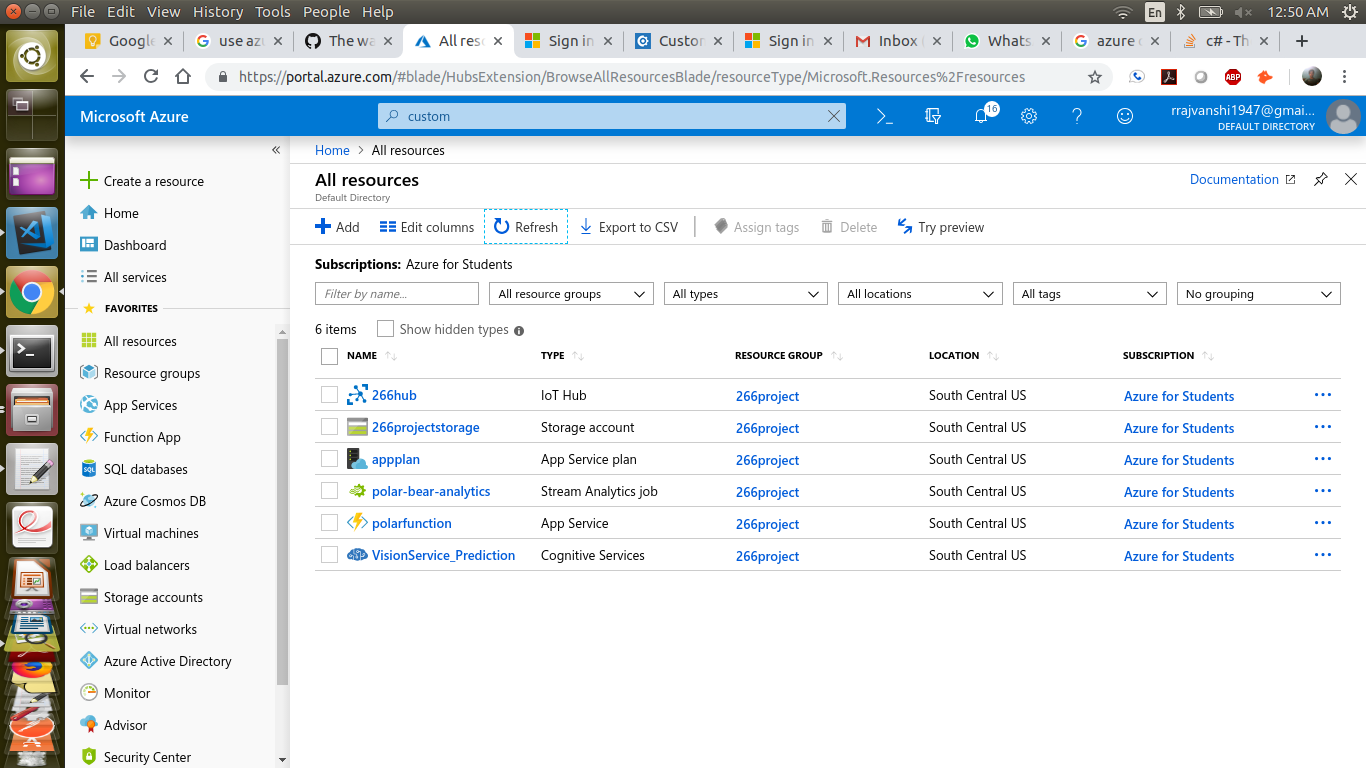 File Edit View History Tools People Help
En
12:50 AM
Google
use az
The wa
All reso
Sign in
Custor
Sign in
Inbox (
Whats
azure
c# - Th
https://portal.azure.com/#blade/HubsExtension/BrowseAllResourcesBlade/resourceType/Microsoft.Resources%2Fresources
ABP
Microsoft Azure
custom
16
rrajvanshi1947@gmai...
DEFAULT DIRECTORY
Create a resource
Home
Dashboard
All services
FAVORITES
All resources
Resource groups
App Services
Function App
SQL databases
Azure Cosmos DB
Virtual machines
Load balancers
Storage accounts
Virtual networks
Azure Active Directory
Monitor
Advisor
Security Center
Home > All resources
All resources
Default Directory
Documentation
Add Edit columns Refresh Export to CSV Assign tags Delete Try preview
Subscriptions: Azure for Students
Filter by name... All resource groups All types All locations All tags No grouping
6 items Show hidden types
NAME TYPE RESOURCE GROUP LOCATION SUBSCRIPTION
266hub IoT Hub 266project South Central US Azure for Students
266projectstorage Storage account 266project South Central US Azure for Students
appplan App Service plan 266project South Central US Azure for Students
polar-bear-analytics Stream Analytics job 266project South Central US Azure for Students
polarfunction App Service 266project South Central US Azure for Students
VisionService_Prediction Cognitive Services 266project South Central US Azure for Students